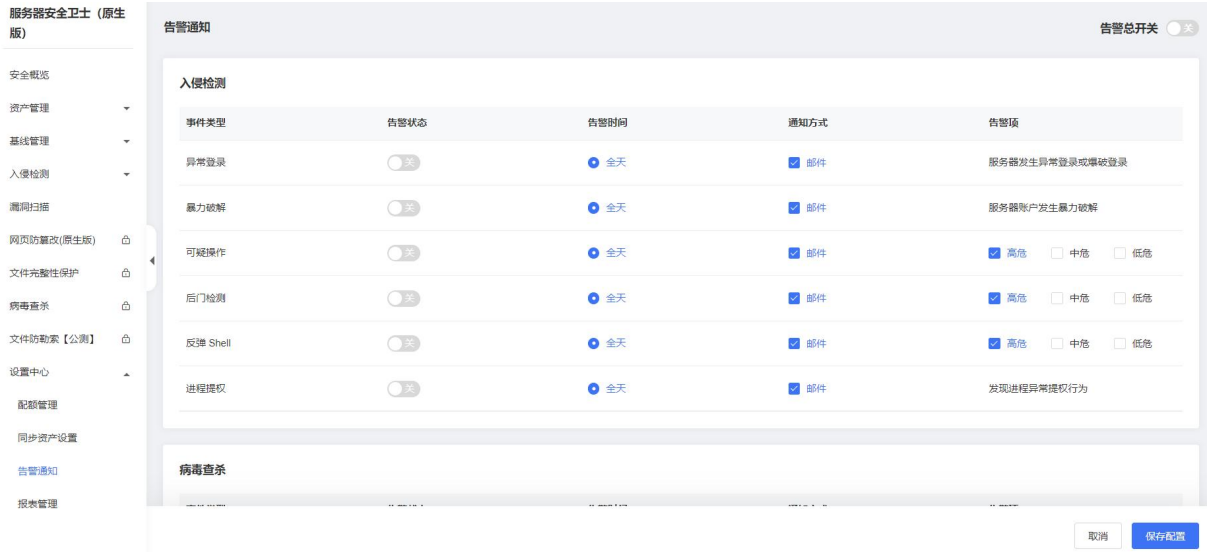 服务器安全卫士（原生
版）
安全概览
资产管理
基线管理
入侵检测
漏洞扫描
网页防篡改(原生版)
文件完整性保护
病毒查杀
文件防勒索【公测】
设置中心
配额管理
同步资产设置
告警通知
报表管理
告警通知
告警总开关 关
入侵检测
事件类型 告警状态 告警时间 通知方式 告警项
异常登录 关 全天 邮件 服务器发生异常登录或爆破登录
暴力破解 关 全天 邮件 服务器账户发生暴力破解
可疑操作 关 全天 邮件 高危 中危 低危
后门检测 关 全天 邮件 高危 中危 低危
反弹 Shell 关 全天 邮件 高危 中危 低危
进程提权 关 全天 邮件 发现进程异常提权行为
病毒查杀
取消 保存配置